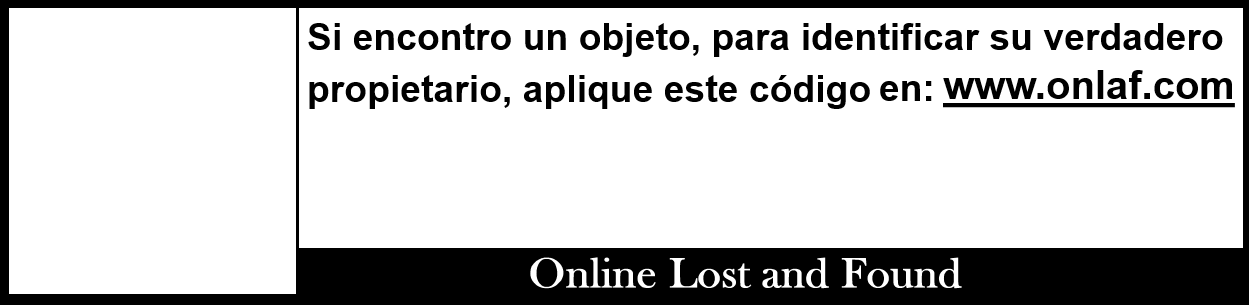 Si encontro un objeto, para identificar su verdadero
propietario, aplique este código en: www.onlaf.com
Online Lost and Found